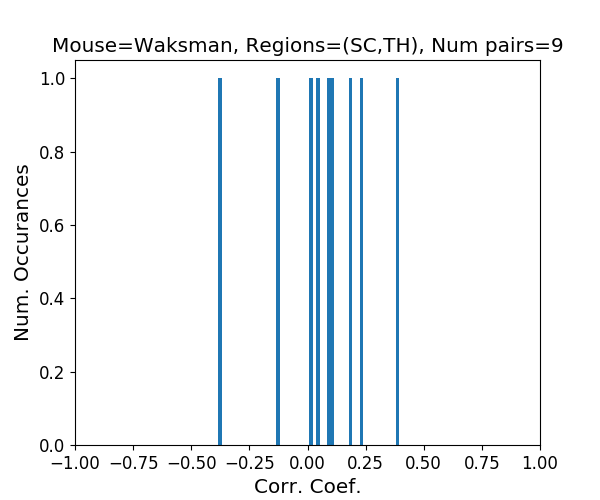 Mouse=Waksman, Regions=(SC,TH), Num pairs=9
1.0
0.8
0.6
0.4
0.2
0.0
Num. Occurances
−1.00 −0.75 −0.50 −0.25 0.00 0.25 0.50 0.75 1.00
Corr. Coef.